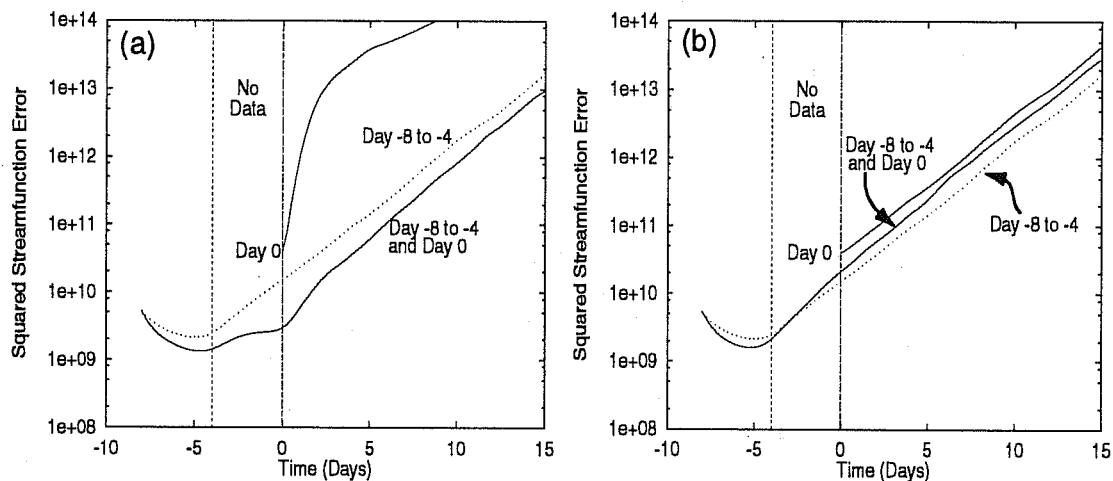 (a)
Squared Streamfunction Error
1e+14
1e+13
1e+12
1e+11
1e+10
1e+09
1e+08
No
Data
Day -8 to -4
Day 0
Day -8 to -4
and Day 0
-10
-5
0
5
10
15
Time (Days)
(b)
Squared Streamfunction Error
1e+14
1e+13
1e+12
1e+11
1e+10
1e+09
1e+08
No
Data
Day -8 to -4
and Day 0
Day -8 to -4
Day 0
-10
-5
0
5
10
15
Time (Days)